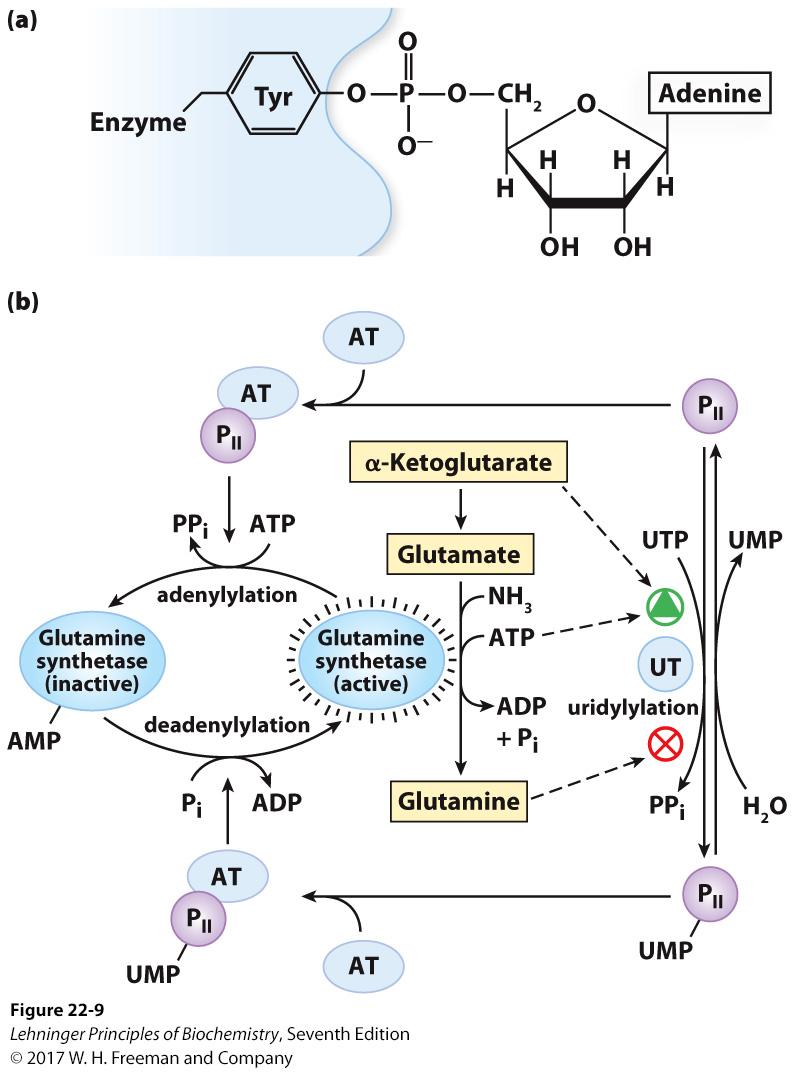 (a)
O
Enzyme
Tyr
O
P
O
CH2
O
Adenine
O−
H
H
H
H
OH
OH
(b)
AT
AT
PII
PII
α-Ketoglutarate
PPi
ATP
UTP
UMP
Glutamate
adenylylation
NH3
Glutamine
synthetase
(inactive)
Glutamine
synthetase
(active)
ATP
UT
AMP
deadenylylation
ADP
+ Pi
uridylylation
Pi
ADP
Glutamine
PPi
H2O
AT
PII
UMP
AT
PII
UMP
Figure 22-9
Lehninger Principles of Biochemistry, Seventh Edition
© 2017 W. H. Freeman and Company